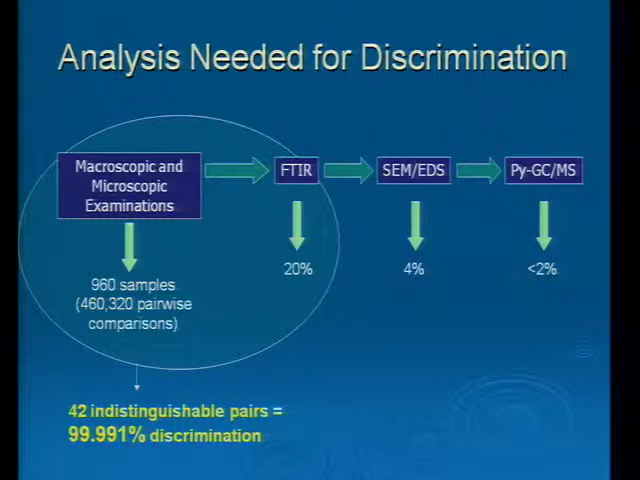 Analysis Needed for Discrimination
Macroscopic and
Microscopic
Examinations
FTIR
SEM/EDS
Py-GC/MS
960 samples
(460,320 pairwise
comparisons)
20%
4%
<2%
42 indistinguishable pairs =
99.991% discrimination